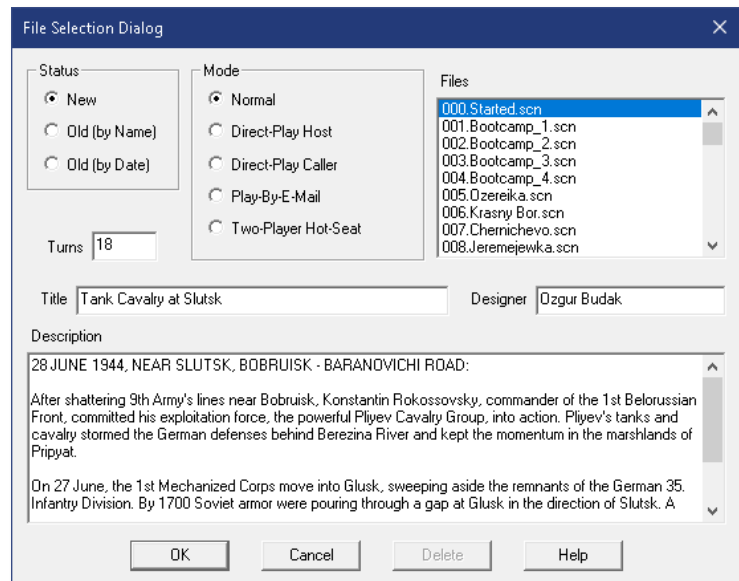 File Selection Dialog
Status
New
Old (by Name)
Old (by Date)
Turns 18
Mode
Normal
Direct-Play Host
Direct-Play Caller
Play-By-E-Mail
Two-Player Hot-Seat
Files
000.Started.scn
001.Bootcamp_1.scn
002.Bootcamp_2.scn
003.Bootcamp_3.scn
004.Bootcamp_4.scn
005.Ozereika.scn
006.Krasny Bor.scn
007.Chernichevo.scn
008.Jeremejewka.scn
Title Tank Cavalry at Slutsk
Designer Ozgur Budak
Description
28 JUNE 1944, NEAR SLUTSK, BOBRUISK - BARANOVICHI ROAD:
After shattering 9th Army's lines near Bobruisk, Konstantin Rokossovsky, commander of the 1st Belorussian
Front, committed his exploitation force, the powerful Pliyev Cavalry Group, into action. Pliyev's tanks and
cavalry stormed the German defenses behind Berezina River and kept the momentum in the marshlands of
Pripyat.
On 27 June, the 1st Mechanized Corps move into Glusk, sweeping aside the remnants of the German 35.
Infantry Division. By 1700 Soviet armor were pouring through a gap at Glusk in the direction of Slutsk. A
OK
Cancel
Delete
Help